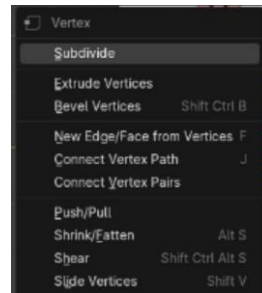 Vertex
Subdivide
Extrude Vertices
Bevel Vertices Shift Ctrl B
New Edge/Face from Vertices F
Connect Vertex Path J
Connect Vertex Pairs
Push/Pull
Shrink/Fatten Alt S
Shear Shift Ctrl Alt S
Slide Vertices Shift V